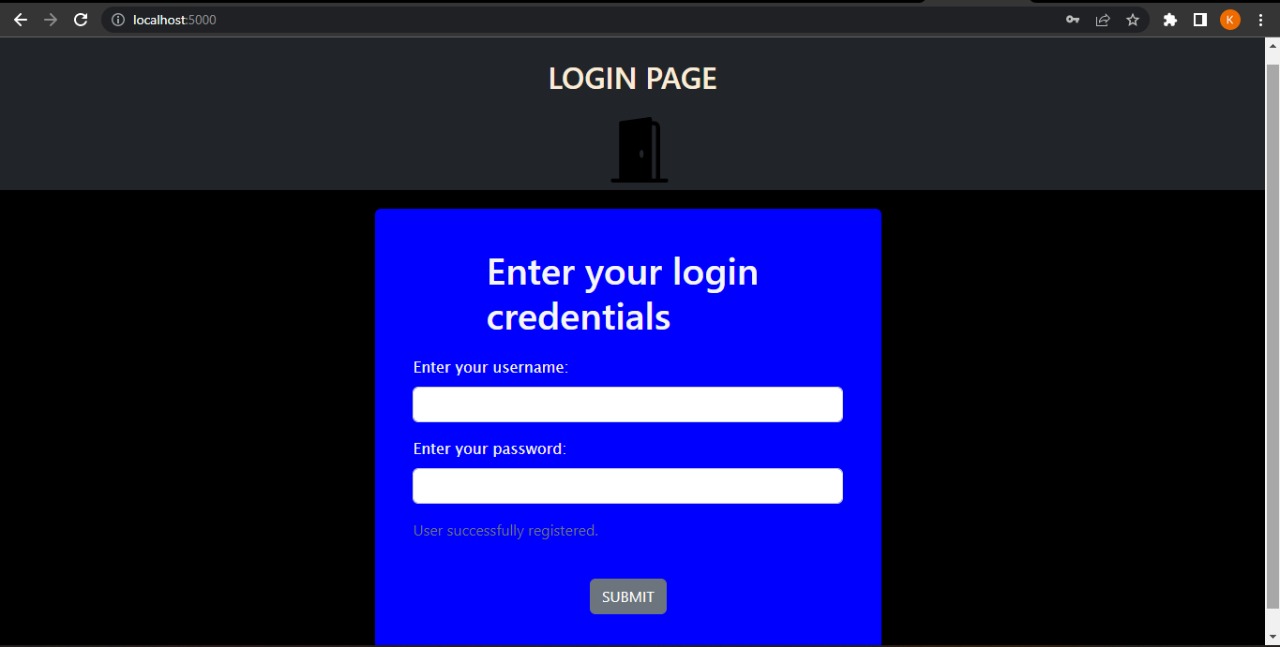 localhost:5000
K
LOGIN PAGE
Enter your login
credentials
Enter your username:
Enter your password:
User successfully registered.
SUBMIT